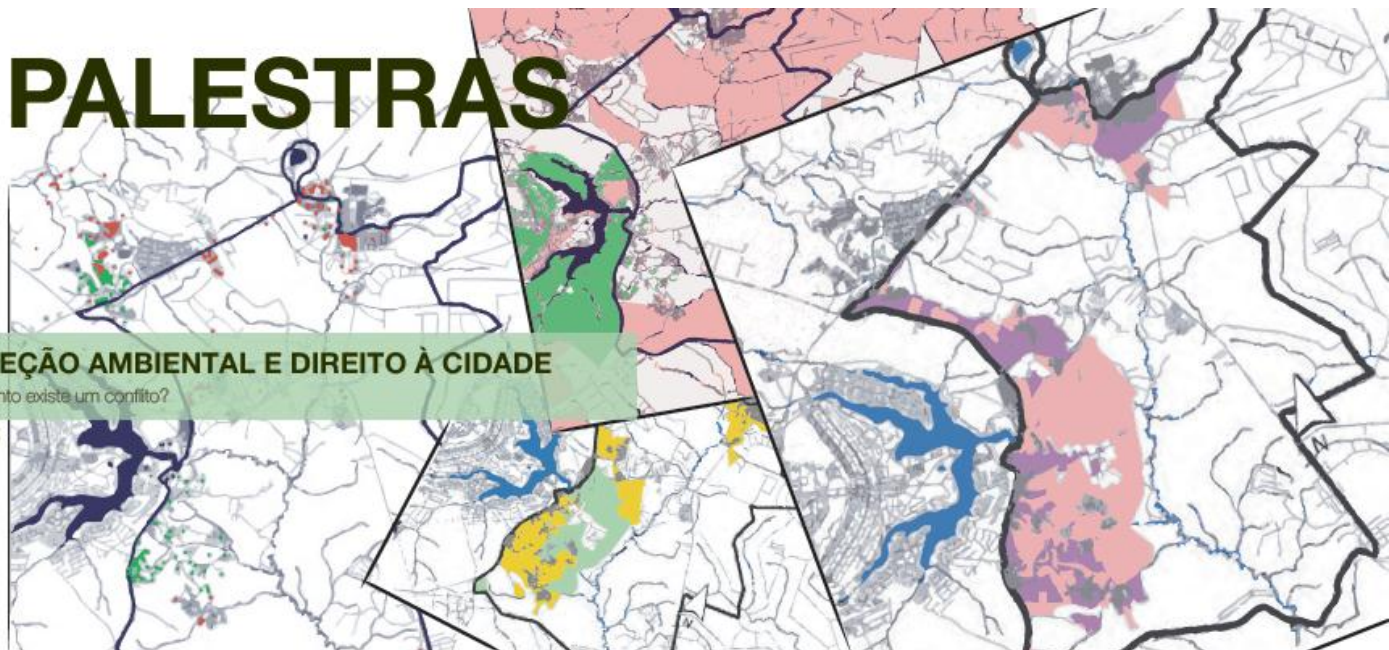 PALESTRAS
EÇÃO AMBIENTAL E DIREITO À CIDADE
nto existe um conflito?
N
N